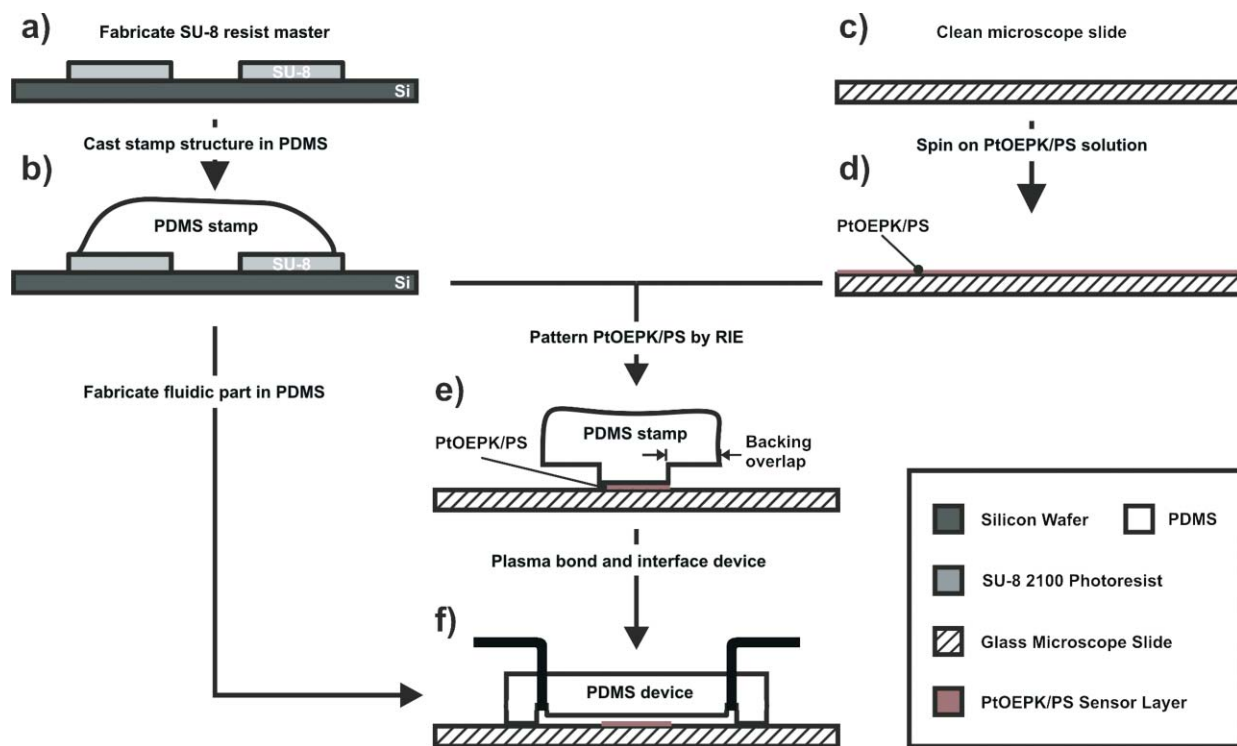 a)
Fabricate SU-8 resist master
SU-8
Si
Cast stamp structure in PDMS
b)
PDMS stamp
SU-8
Si
Fabricate fluidic part in PDMS
c)
Clean microscope slide
Spin on PtOEPK/PS solution
d)
PtOEPK/PS
Pattern PtOEPK/PS by RIE
e)
PDMS stamp
PtOEPK/PS
Backing
overlap
Plasma bond and interface device
f)
PDMS device
Silicon Wafer
PDMS
SU-8 2100 Photoresist
Glass Microscope Slide
PtOEPK/PS Sensor Layer